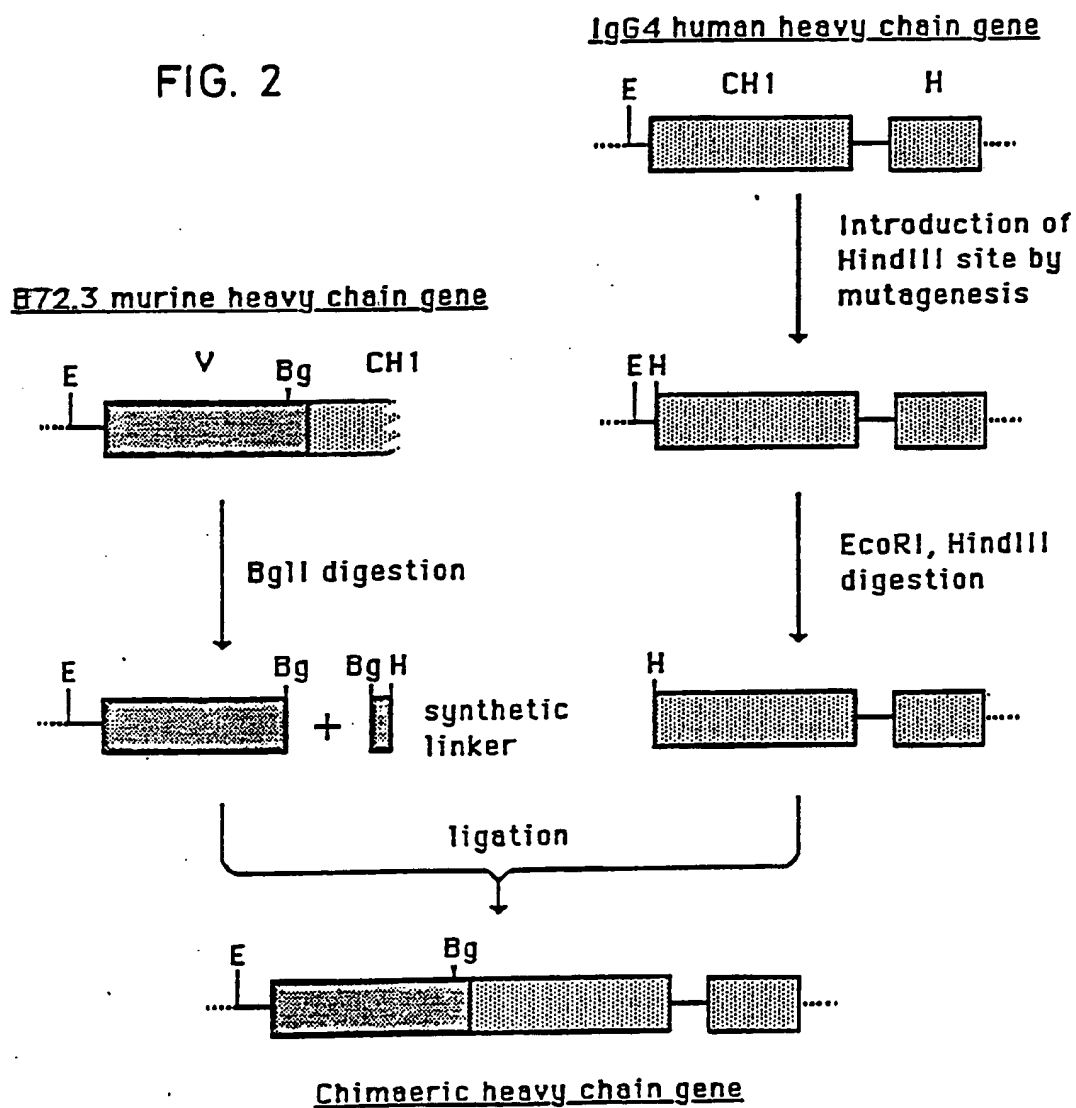 FIG. 2
IgG4 human heavy chain gene
E CH1 H
Introduction of
HindIII site by
mutagenesis
B72.3 murine heavy chain gene
E V Bg CH1
E H
BglI digestion
EcoRI, HindIII
digestion
E Bg Bg H
+
synthetic
linker
H
ligation
E Bg
Chimaeric heavy chain gene